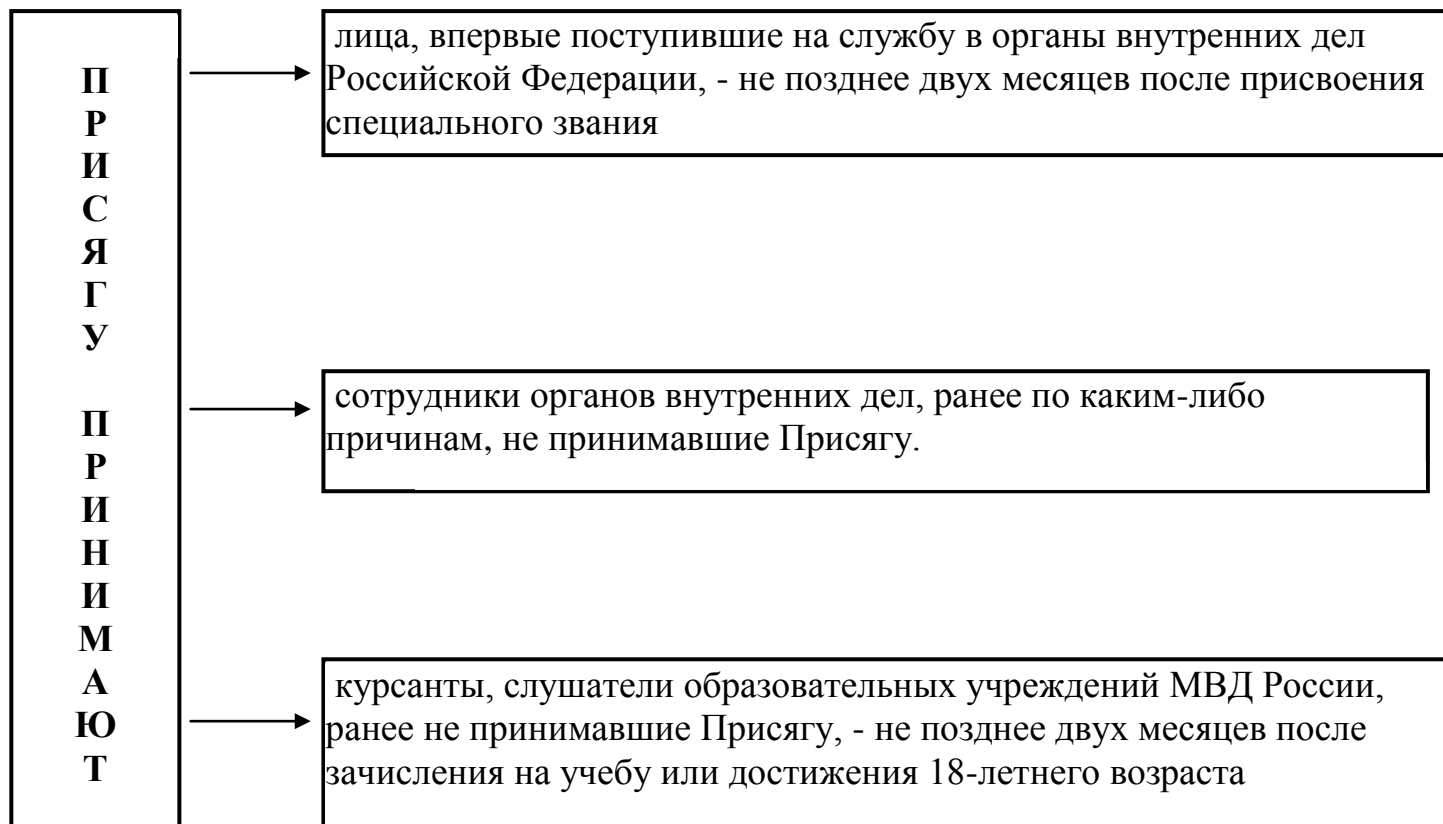 ПРИСЯГУ ПРИНИМАЮТ
лица, впервые поступившие на службу в органы внутренних дел
Российской Федерации, - не позднее двух месяцев после присвоения
специального звания
сотрудники органов внутренних дел, ранее по каким-либо
причинам, не принимавшие Присягу.
курсанты, слушатели образовательных учреждений МВД России,
ранее не принимавшие Присягу, - не позднее двух месяцев после
зачисления на учебу или достижения 18-летнего возраста